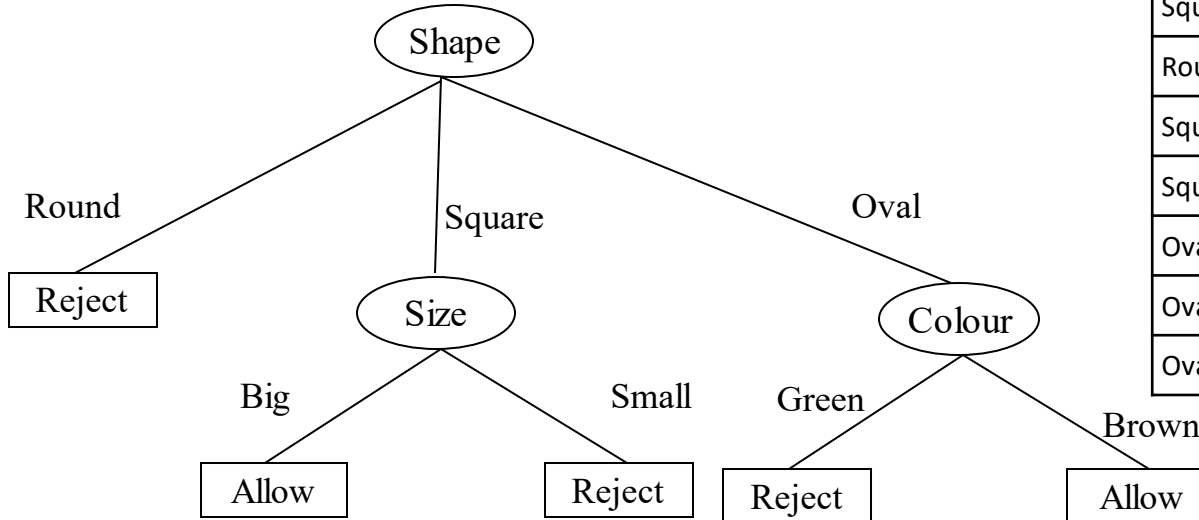 Shape
Round
Square
Oval
Reject
Size
Colour
Big
Small
Green
Brown
Allow
Reject
Reject
Allow